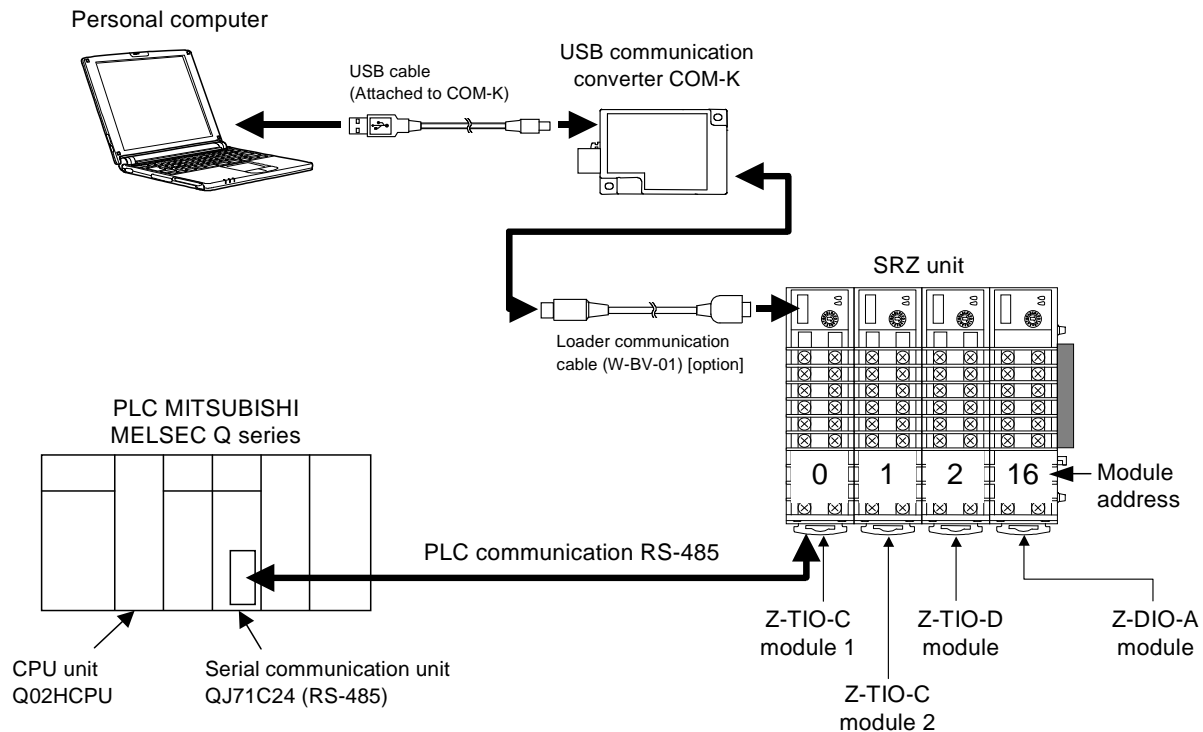 Personal computer
USB communication
converter COM-K
USB cable
(Attached to COM-K)
SRZ unit
Loader communication
cable (W-BV-01) [option]
PLC MITSUBISHI
MELSEC Q series
0 1 2 16
Module
address
PLC communication RS-485
Z-TIO-C
module 1
Z-TIO-D
module
Z-DIO-A
module
CPU unit
Q02HCPU
Serial communication unit
QJ71C24 (RS-485)
Z-TIO-C
module 2